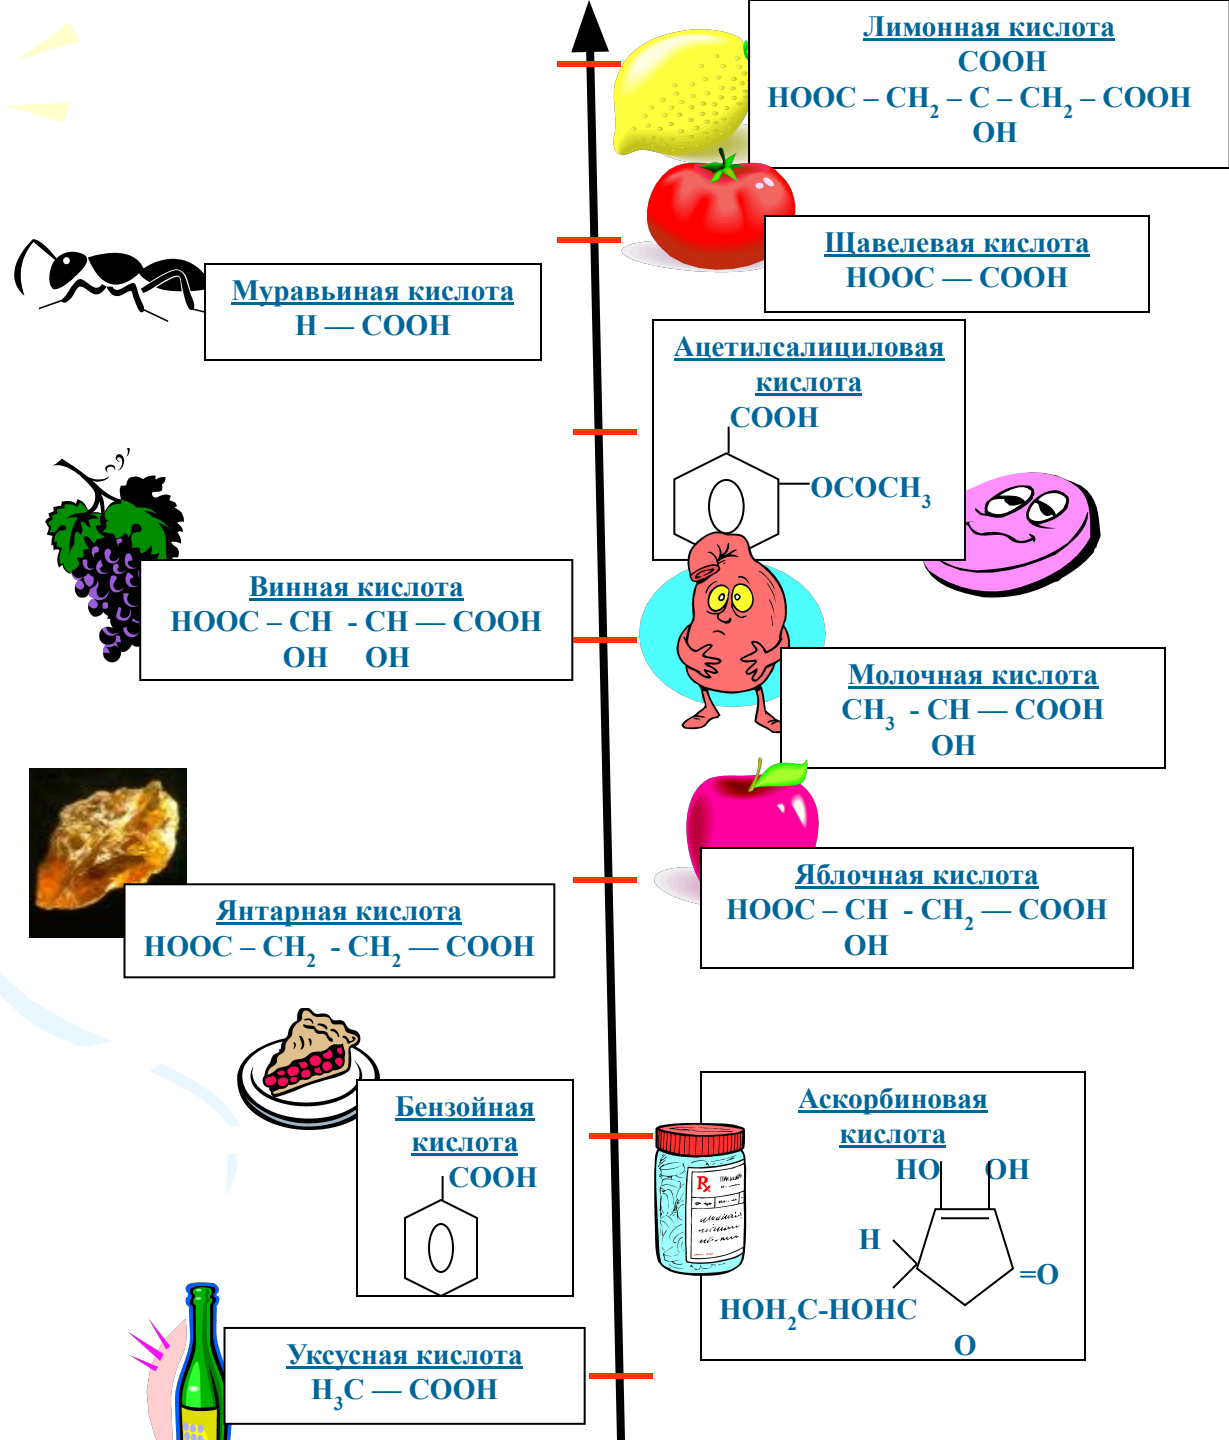 Лимонная кислота
COOH
HOOC – CH₂ – C – CH₂ – COOH
OH
Щавелевая кислота
HOOC — COOH
Муравьиная кислота
H — COOH
Ацетилсалициловая
кислота
COOH
OCOCH₃
Винная кислота
HOOC – CH - CH — COOH
OH OH
Молочная кислота
CH₃ - CH — COOH
OH
Яблочная кислота
HOOC – CH - CH₂ — COOH
OH
Янтарная кислота
HOOC – CH₂ - CH₂ — COOH
Бензойная
кислота
COOH
Аскорбиновая
кислота
HO OH
H
=O
HOH₂C-HOHC
O
Rx
Уксусная кислота
H₃C — COOH